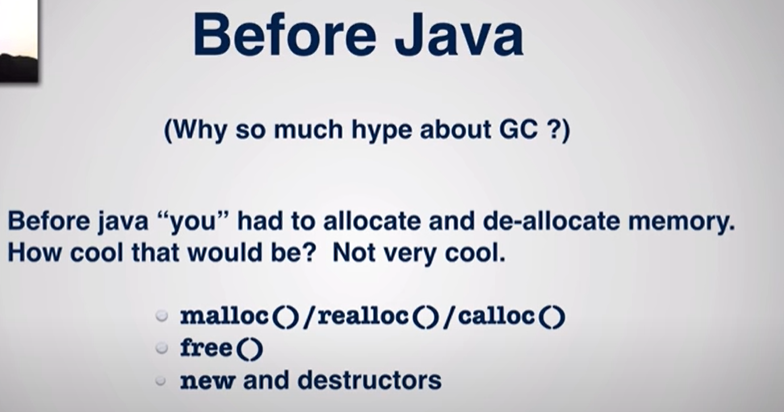 Before Java
(Why so much hype about GC ?)
Before java “you” had to allocate and de-allocate memory.
How cool that would be?  Not very cool.
malloc()/realloc()/calloc()
free()
new and destructors